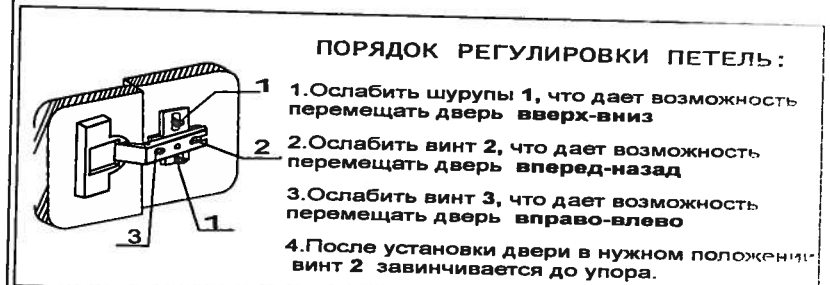 ПОРЯДОК РЕГУЛИРОВКИ ПЕТЕЛЬ:
1
1.Ослабить шурупы 1, что дает возможность
перемещать дверь вверх-вниз
2
2.Ослабить винт 2, что дает возможность
перемещать дверь вперед-назад
3.Ослабить винт 3, что дает возможность
перемещать дверь вправо-влево
3
1
4.После установки двери в нужном положении
винт 2 завинчивается до упора.